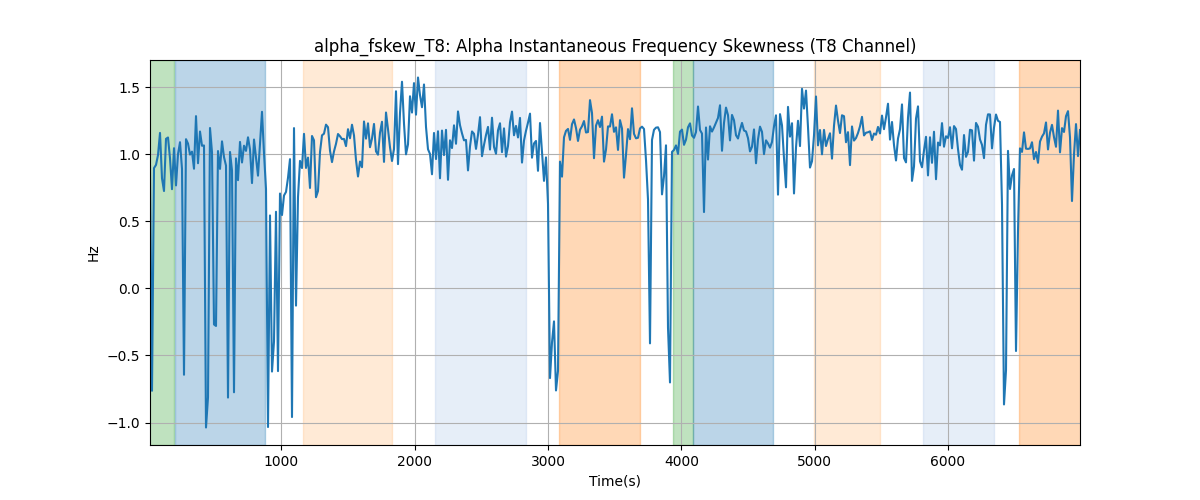 alpha_fskew_T8: Alpha Instantaneous Frequency Skewness (T8 Channel)
1.5
1.0
0.5
0.0
−0.5
−1.0
Hz
1000 2000 3000 4000 5000 6000
Time(s)